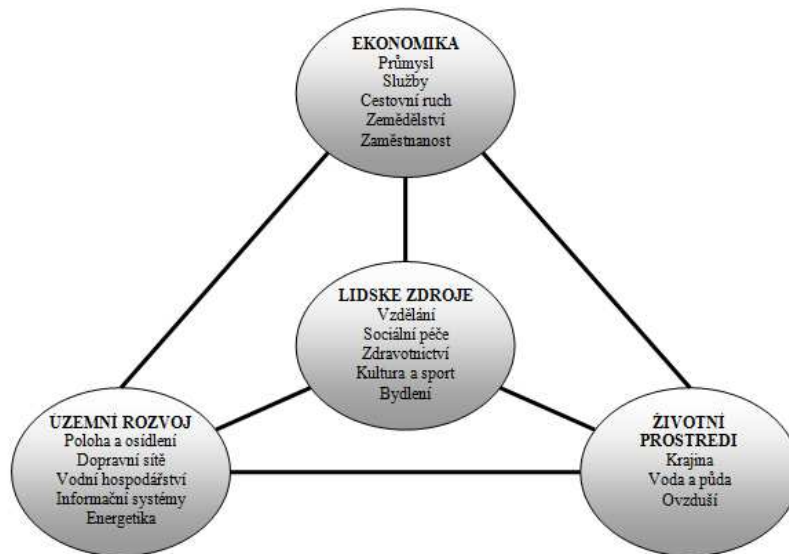 EKONOMIKA
Průmysl
Služby
Cestovní ruch
Zemědělství
Zaměstnanost
LIDSKE ZDROJE
Vzdělání
Sociální péče
Zdravotnictví
Kultura a sport
Bydlení
ÚZEMNÍ ROZVOJ
Poloha a osídlení
Dopravní sítě
Vodní hospodářství
Informační systémy
Energetika
ŽIVOTNÍ
PROSTREDI
Krajina
Voda a půda
Ovzduší